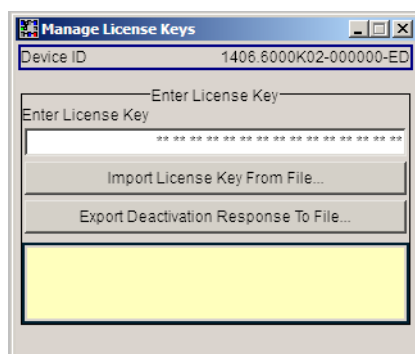 Manage License Keys
Device ID 1406.6000K02-000000-ED
Enter License Key
Enter License Key
** ** ** ** ** ** ** ** ** ** ** ** ** ** **
Import License Key From File...
Export Deactivation Response To File...